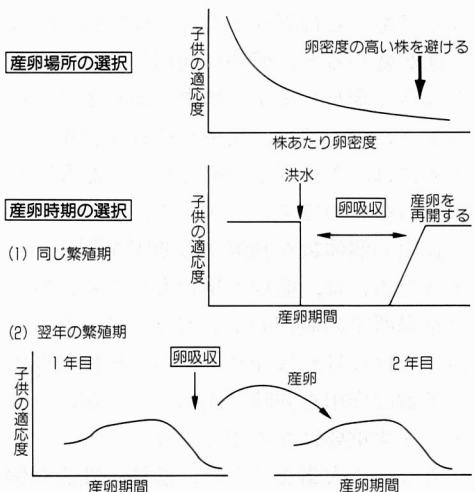 産卵場所の選択
子供の適応度
卵密度の高い株を避ける
株あたり卵密度
産卵時期の選択
(1) 同じ繁殖期
子供の適応度
洪水
卵吸収
産卵を
再開する
産卵期間
(2) 翌年の繁殖期
子供の適応度
1年目
卵吸収
産卵
2年目
産卵期間
産卵期間